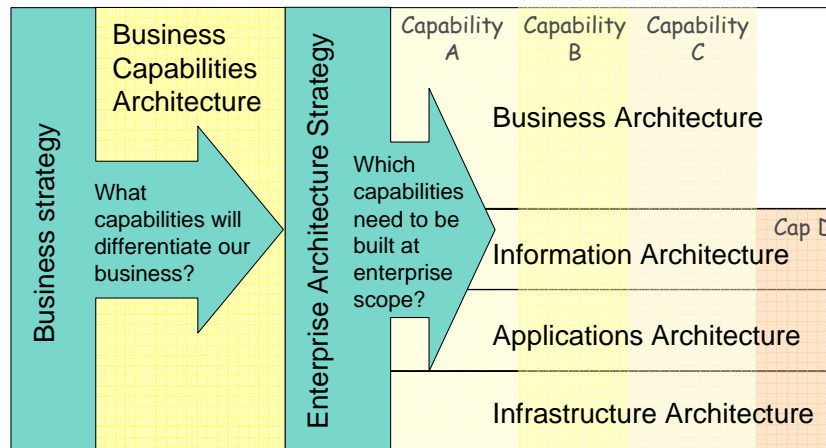 Business strategy
Business
Capabilities
Architecture
What
capabilities will
differentiate our
business?
Enterprise Architecture Strategy
Which
capabilities
need to be
built at
enterprise
scope?
Capability
A
Capability
B
Capability
C
Business Architecture
Cap D
Information Architecture
Applications Architecture
Infrastructure Architecture